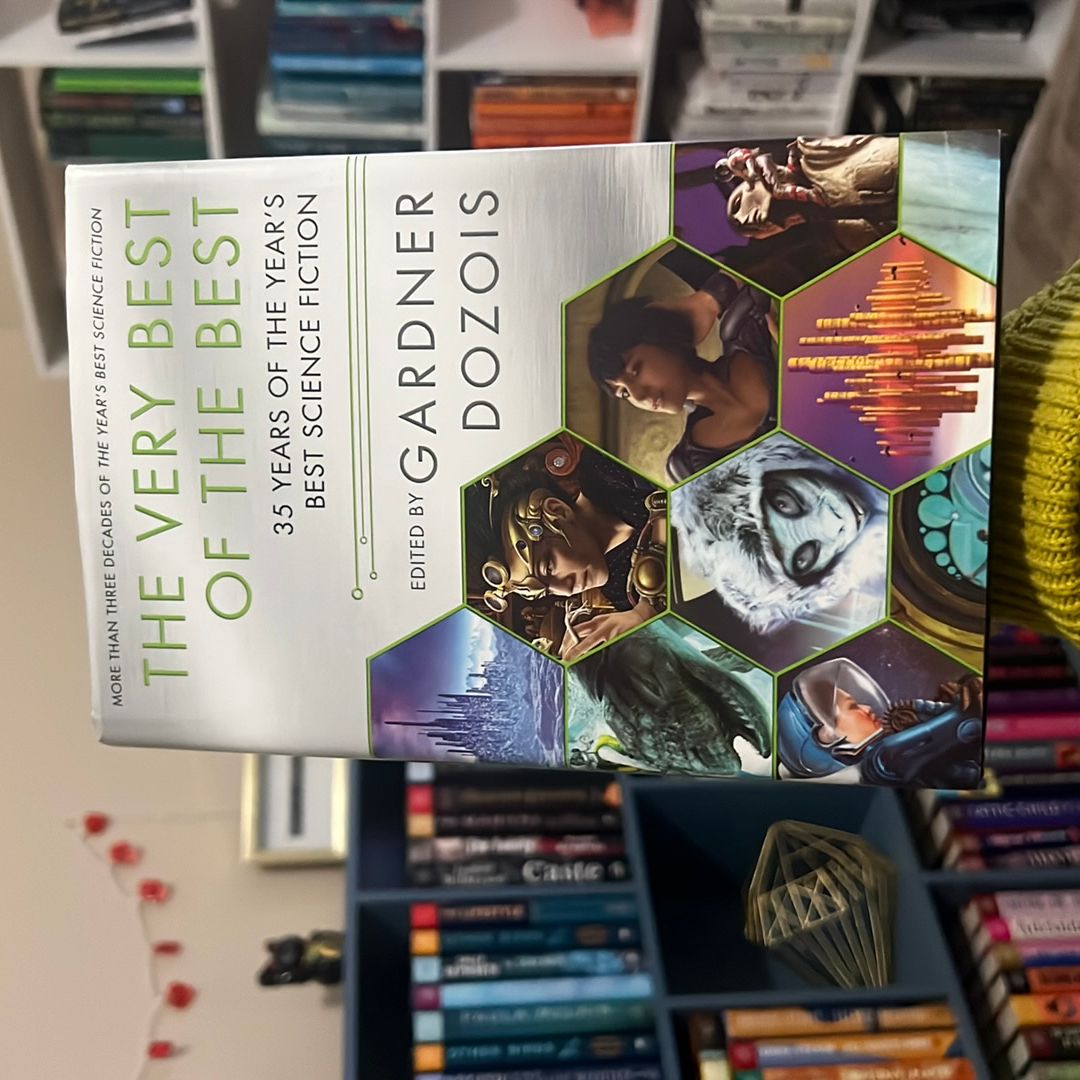 MORE THAN THREE DECADES OF THE YEAR'S BEST SCIENCE FICTION
THE VERY BEST
OF THE BEST
35 YEARS OF THE YEAR'S
BEST SCIENCE FICTION
EDITED BY GARDNER
DOZOIS
Caste